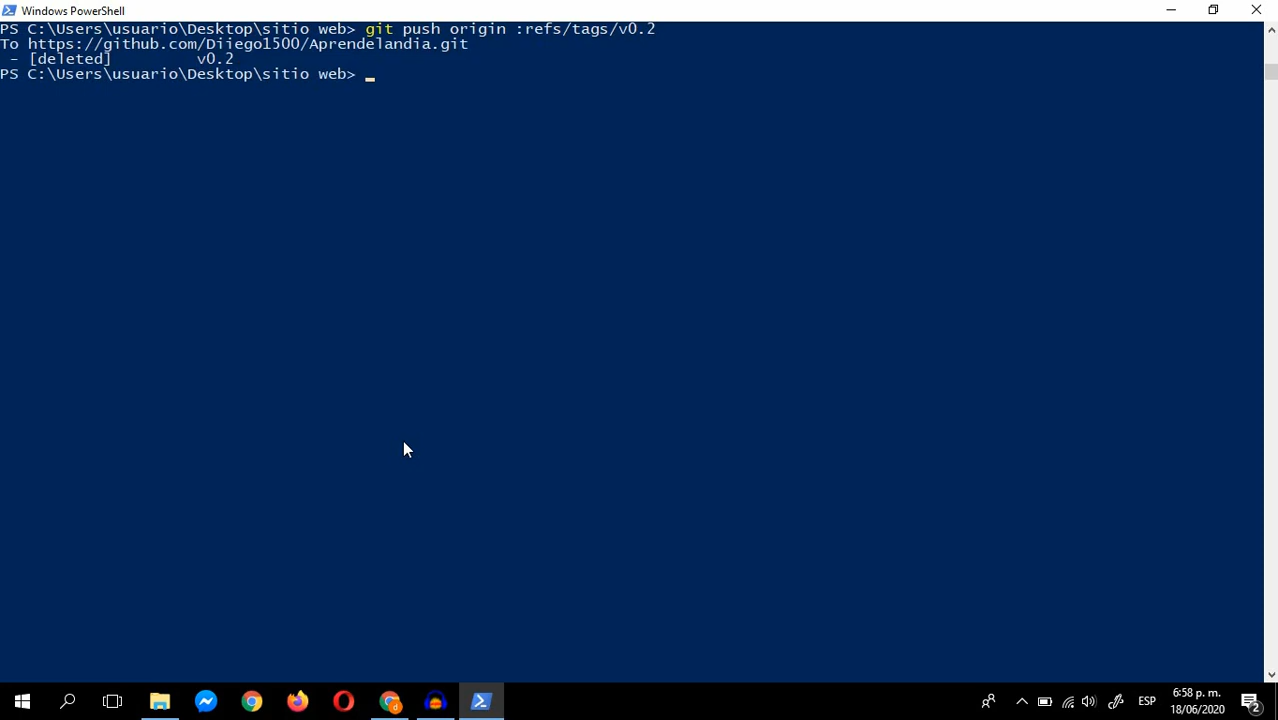 Windows PowerShell
PS C:\Users\usuario\Desktop\sitio web> git push origin :refs/tags/v0.2
To https://github.com/Diiego1500/Aprendelandia.git
 - [deleted]         v0.2
PS C:\Users\usuario\Desktop\sitio web>
ESP
6:58 p. m.
18/06/2020
2